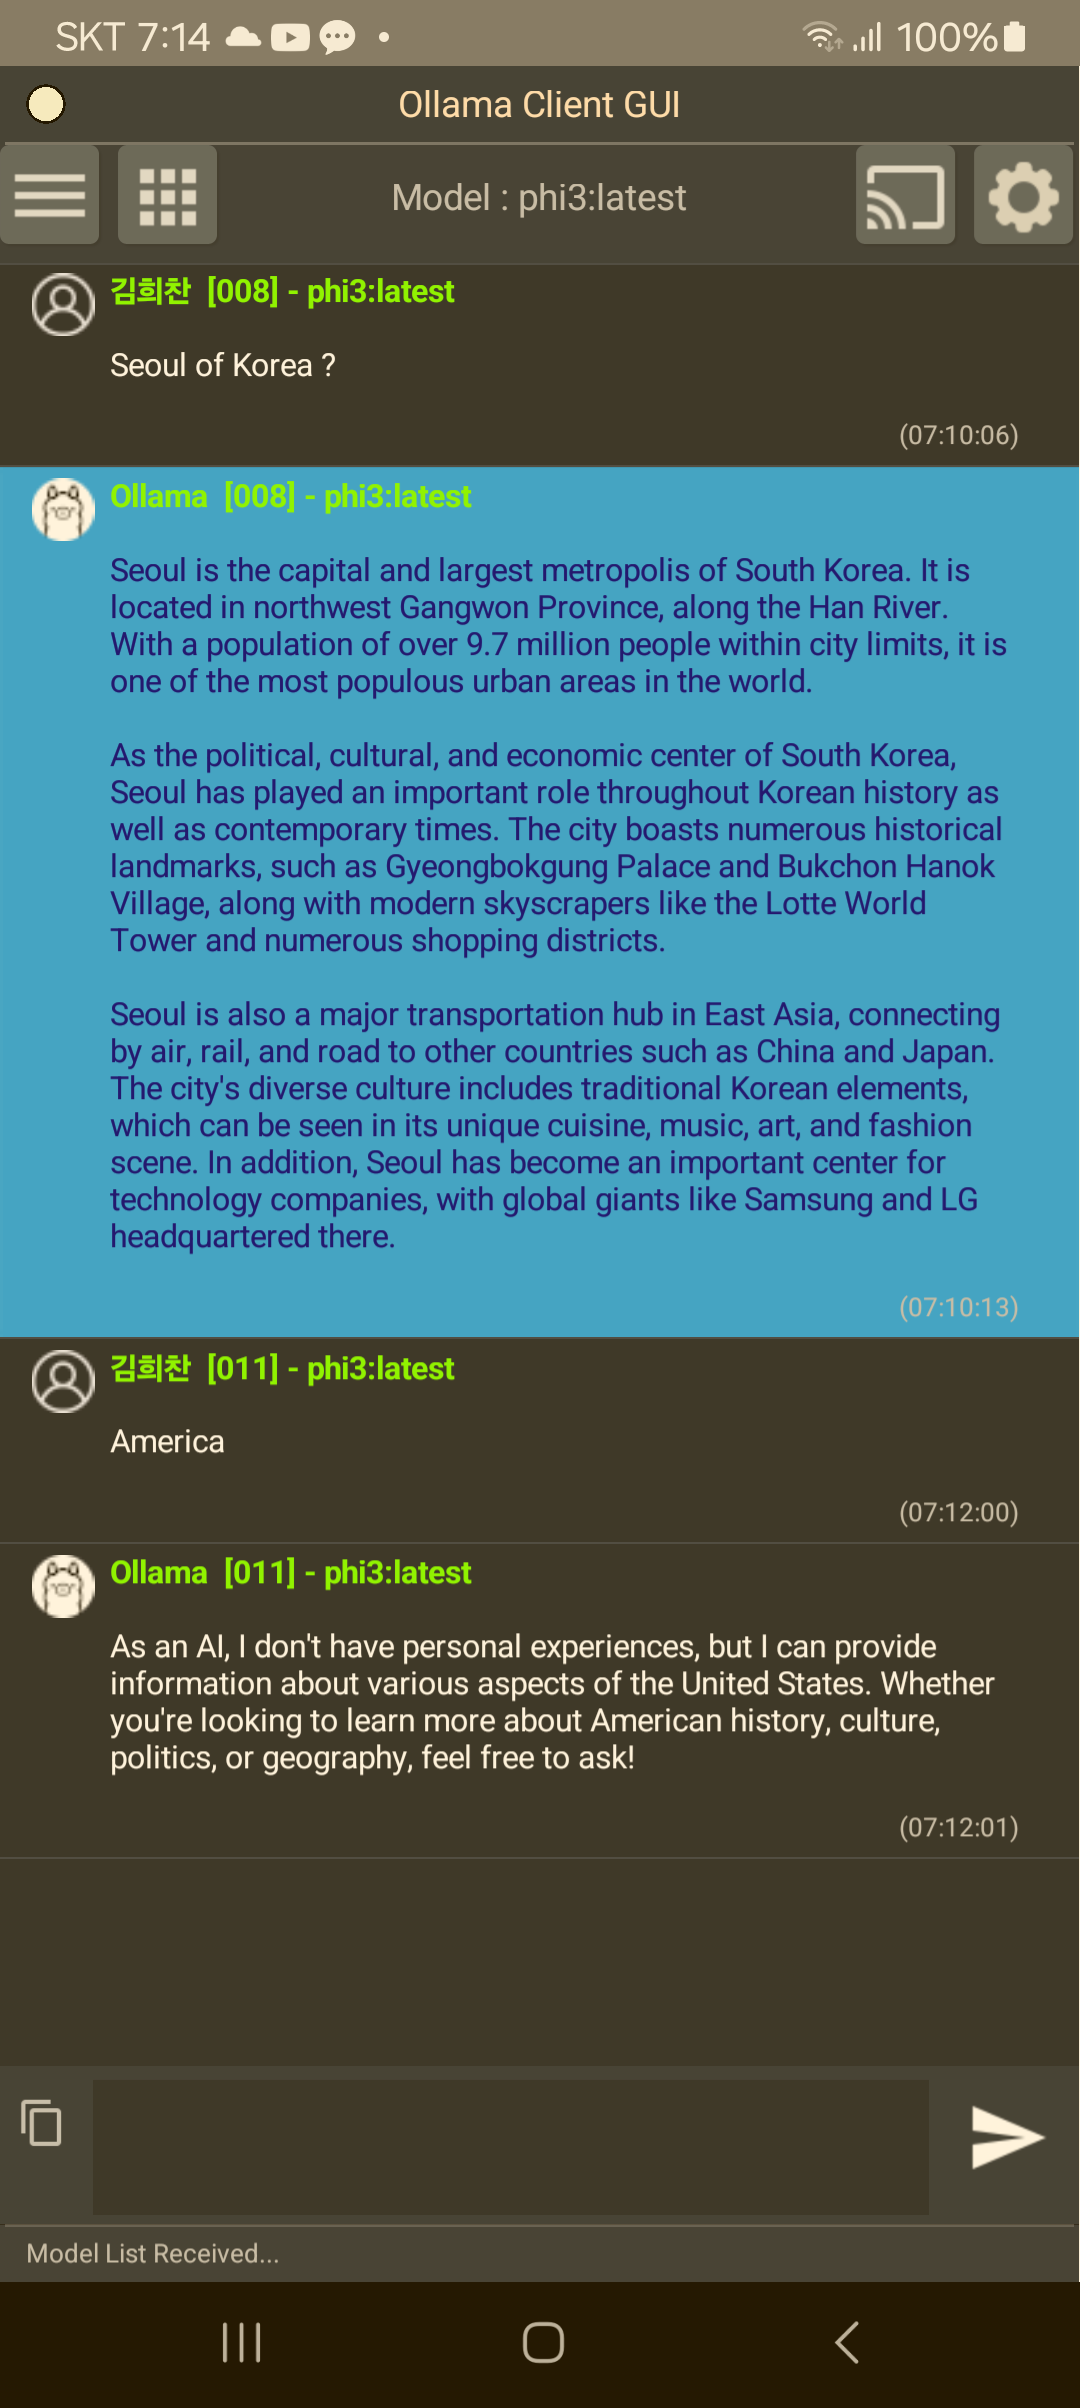 SKT 7:14
100%
Ollama Client GUI
Model : phi3:latest
김희찬 [008] - phi3:latest
Seoul of Korea ?
(07:10:06)
Ollama [008] - phi3:latest
Seoul is the capital and largest metropolis of South Korea. It is
located in northwest Gangwon Province, along the Han River.
With a population of over 9.7 million people within city limits, it is
one of the most populous urban areas in the world.
As the political, cultural, and economic center of South Korea,
Seoul has played an important role throughout Korean history as
well as contemporary times. The city boasts numerous historical
landmarks, such as Gyeongbokgung Palace and Bukchon Hanok
Village, along with modern skyscrapers like the Lotte World
Tower and numerous shopping districts.
Seoul is also a major transportation hub in East Asia, connecting
by air, rail, and road to other countries such as China and Japan.
The city's diverse culture includes traditional Korean elements,
which can be seen in its unique cuisine, music, art, and fashion
scene. In addition, Seoul has become an important center for
technology companies, with global giants like Samsung and LG
headquartered there.
(07:10:13)
김희찬 [011] - phi3:latest
America
(07:12:00)
Ollama [011] - phi3:latest
As an AI, I don't have personal experiences, but I can provide
information about various aspects of the United States. Whether
you're looking to learn more about American history, culture,
politics, or geography, feel free to ask!
(07:12:01)
Model List Received...